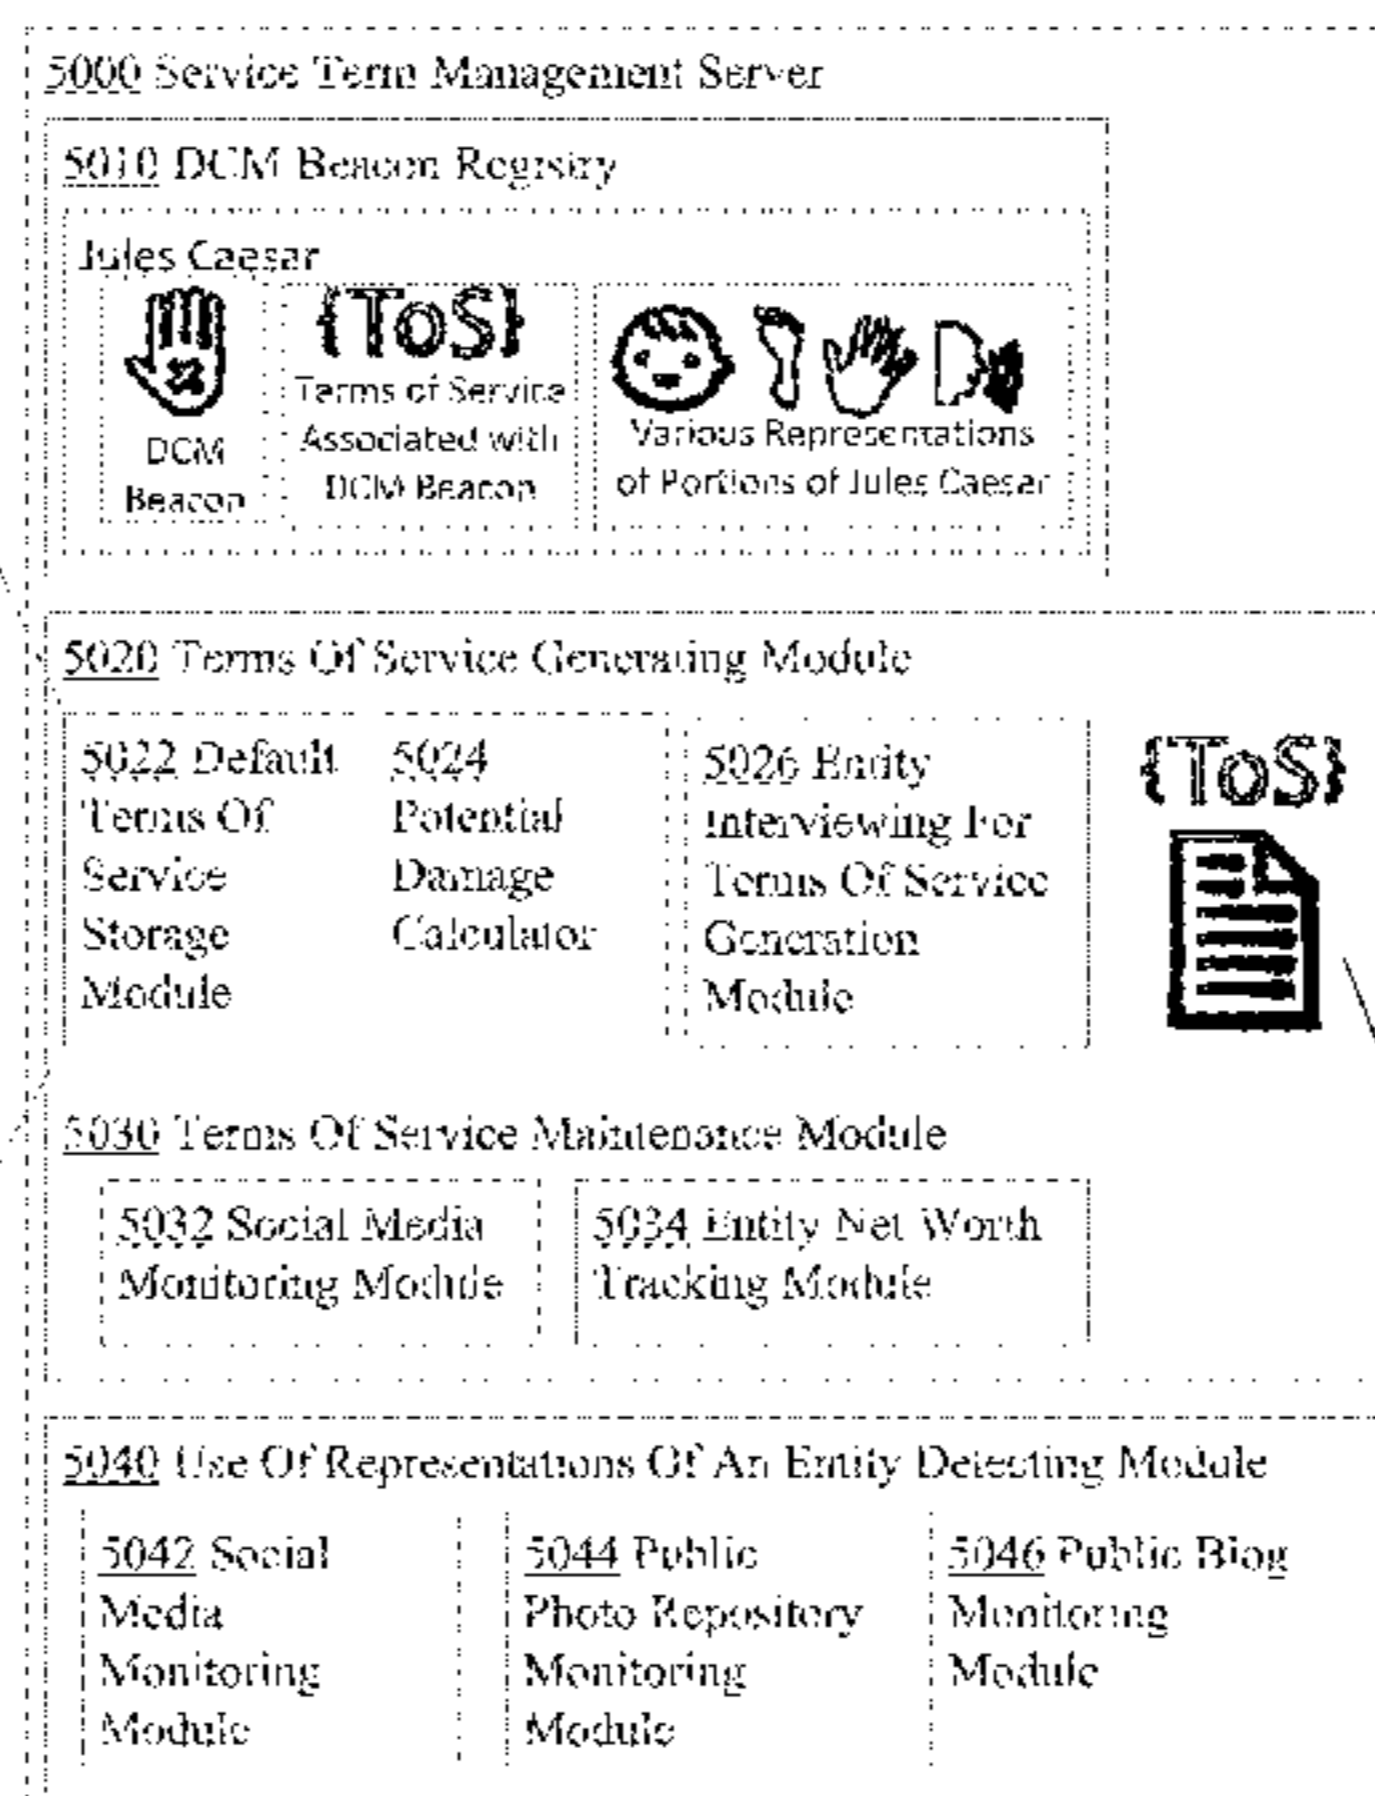 5000 Service Term Management Server
5010 DCM Beacon Registry
Jules Caesar
{ToS}
DCM
Beacon
Terms of Service
Associated with
DCM Beacon
Various Representations
of Portions of Jules Caesar
5020 Terms Of Service Generating Module
5022 Default
Terms Of
Service
Storage
Module
5024
Potential
Damage
Calculator
5026 Entity
Interviewing For
Terms Of Service
Generation
Module
{ToS}
5030 Terms Of Service Maintenance Module
5032 Social Media
Monitoring Module
5034 Entity Net Worth
Tracking Module
5040 Use Of Representations Of An Entity Detecting Module
5042 Social
Media
Monitoring
Module
5044 Public
Photo Repository
Monitoring
Module
5046 Public Blog
Monitoring
Module